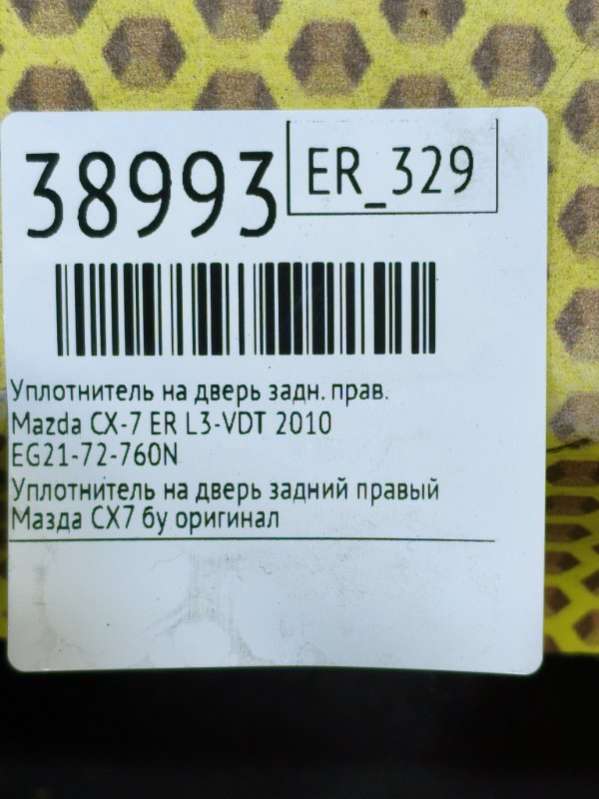 38993
ER_329
Уплотнитель на дверь задн. прав.
Mazda CX-7 ER L3-VDT 2010
EG21-72-760N
Уплотнитель на дверь задний правый
Мазда СХ7 бу оригинал